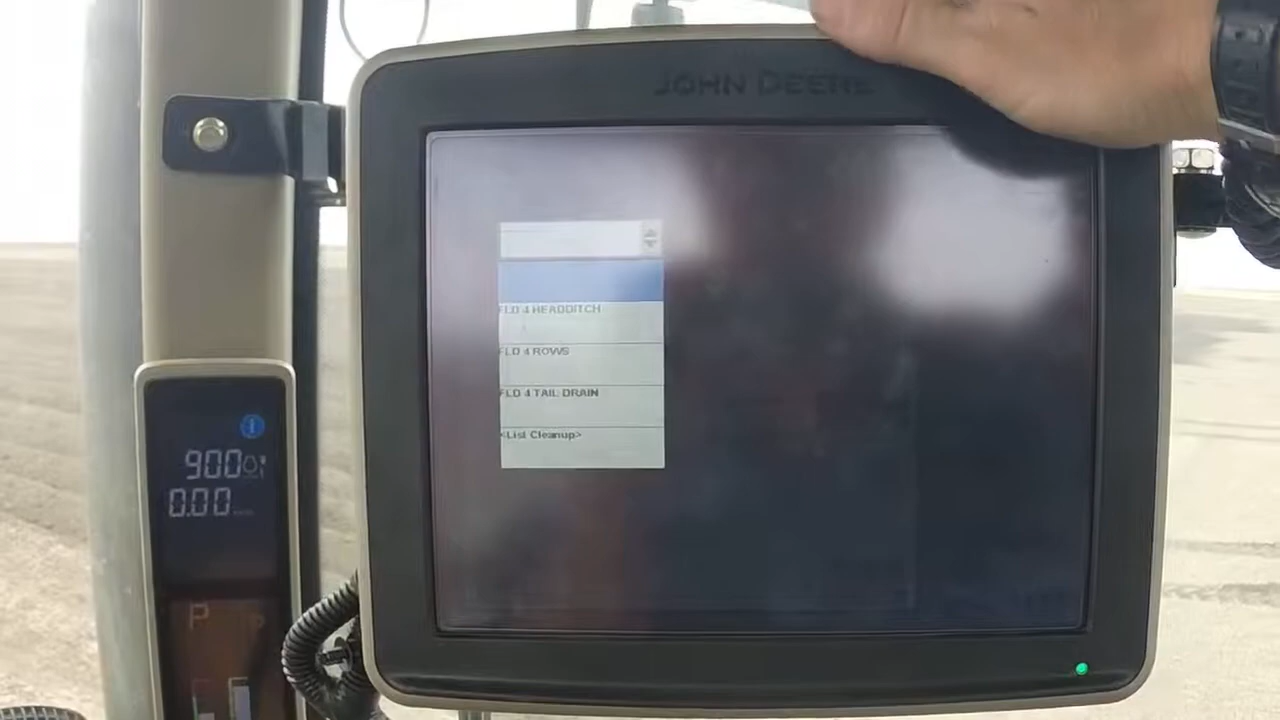 JOHN DEERE
FLD 4 HEADDITCH
FLD 4 ROWS
FLD 4 TAIL DRAIN
<List Cleanup>
900
0.00
P